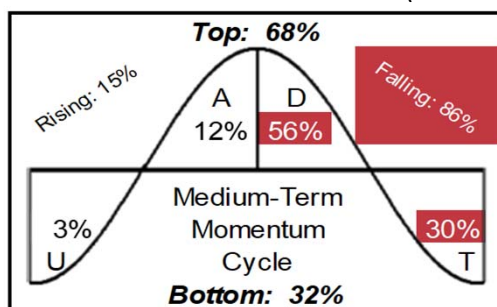 Top: 68%
Rising: 15%
Falling: 86%
A D
12% 56%
Medium-Term
3% Momentum 30%
U Cycle T
Bottom: 32%